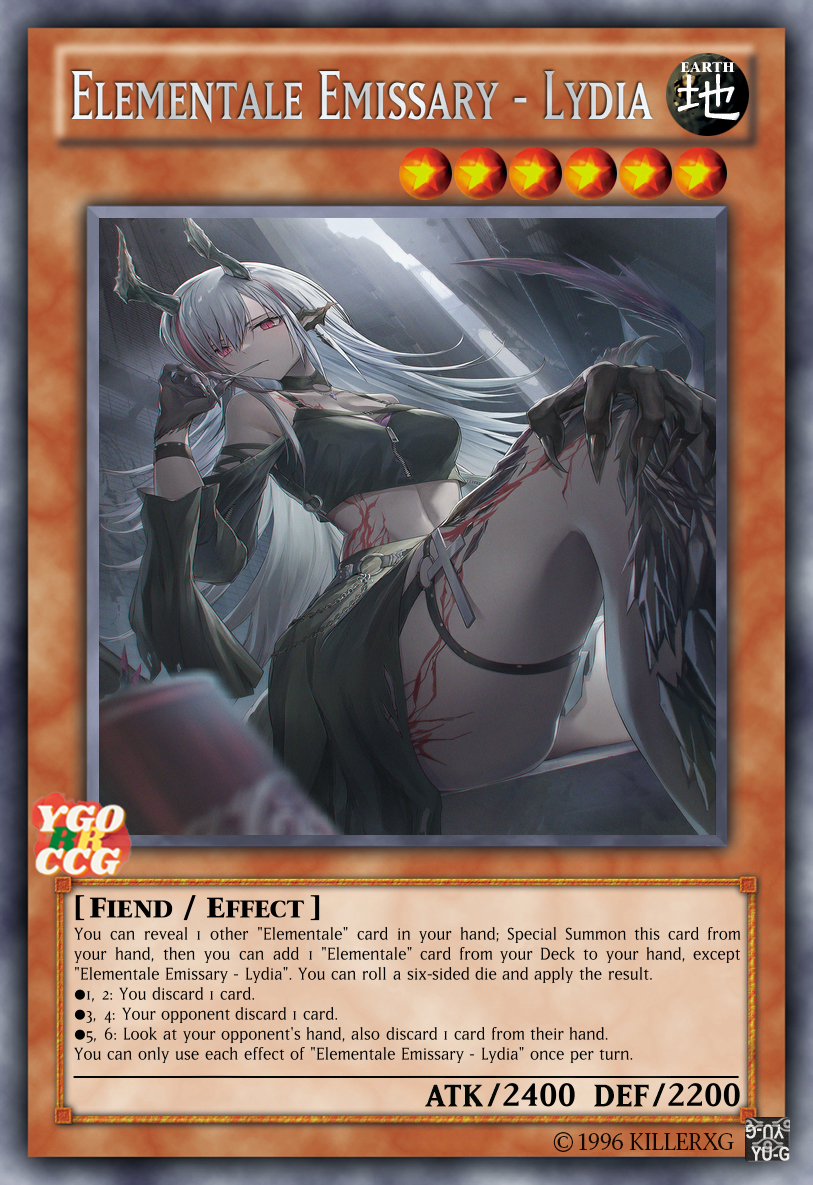 Elementale Emissary - Lydia
EARTH
地
YGO
RR
CCG
[ Fiend / Effect ]
You can reveal 1 other "Elementale" card in your hand; Special Summon this card from
your hand, then you can add 1 "Elementale" card from your Deck to your hand, except
"Elementale Emissary - Lydia". You can roll a six-sided die and apply the result.
●1, 2: You discard 1 card.
●3, 4: Your opponent discard 1 card.
●5, 6: Look at your opponent's hand, also discard 1 card from their hand.
You can only use each effect of "Elementale Emissary - Lydia" once per turn.
ATK/2400 DEF/2200
© 1996 KILLERXG
YU-G
YU-G